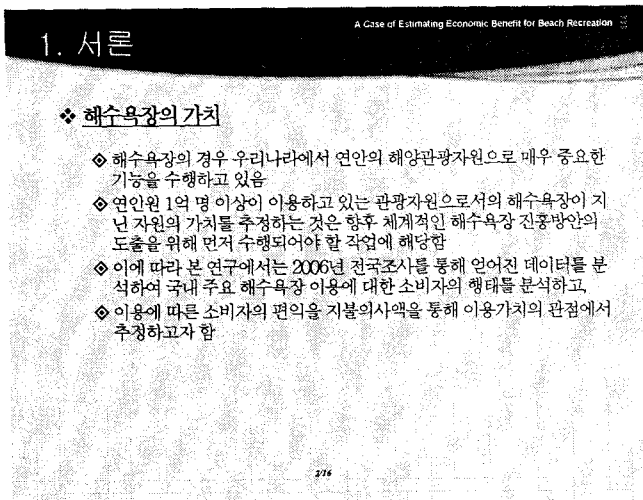 A Case of Estimating Economic Benefit for Beach Recreation
1. 서론
❖ 해수욕장의 가치
◈ 해수욕장의 경우 우리나라에서 연안의 해양관광자원으로 매우 중요한
기능을 수행하고 있음
◈ 연인원 1억 명 이상이 이용하고 있는 관광자원으로서의 해수욕장이 지
닌 자원의 가치를 추정하는 것은 향후 체계적인 해수욕장 진흥방안의
도출을 위해 먼저 수행되어야 할 작업에 해당함
◈ 이에 따라 본 연구에서는 2006년 전국조사를 통해 얻어진 데이터를 분
석하여 국내 주요 해수욕장 이용에 대한 소비자의 행태를 분석하고,
◈ 이용에 따른 소비자의 편익을 지불의사액을 통해 이용가치의 관점에서
추정하고자 함
2/16